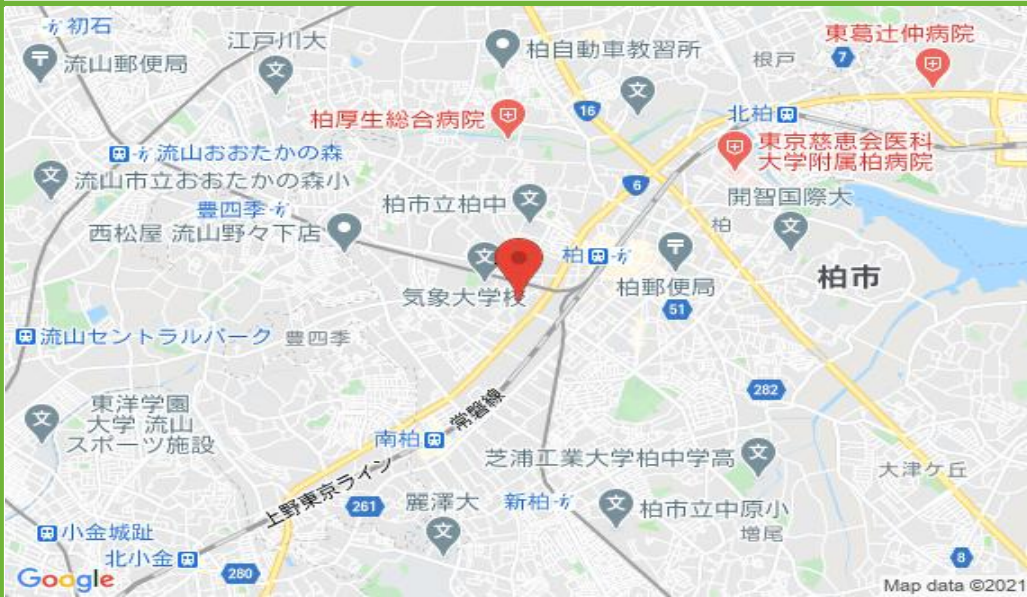 初石
江戸川大
柏自動車教習所
東葛辻仲病院
流山郵便局
根戸
7
16
北柏
柏厚生総合病院
東京慈恵会医科
大学附属柏病院
流山おおたかの森
流山市立おおたかの森小
6
開智国際大
豊四季
柏市立柏中
柏
西松屋 流山野々下店
柏
柏市
気象大学校
柏郵便局
51
流山セントラルパーク
豊四季
282
東洋学園
大学 流山
スポーツ施設
常磐線
南柏
芝浦工業大学柏中学高
大津ケ丘
上野東京ライン
261
麗澤大
新柏
柏市立中原小
増尾
小金城趾
北小金
280
8
Google
Map data ©2021